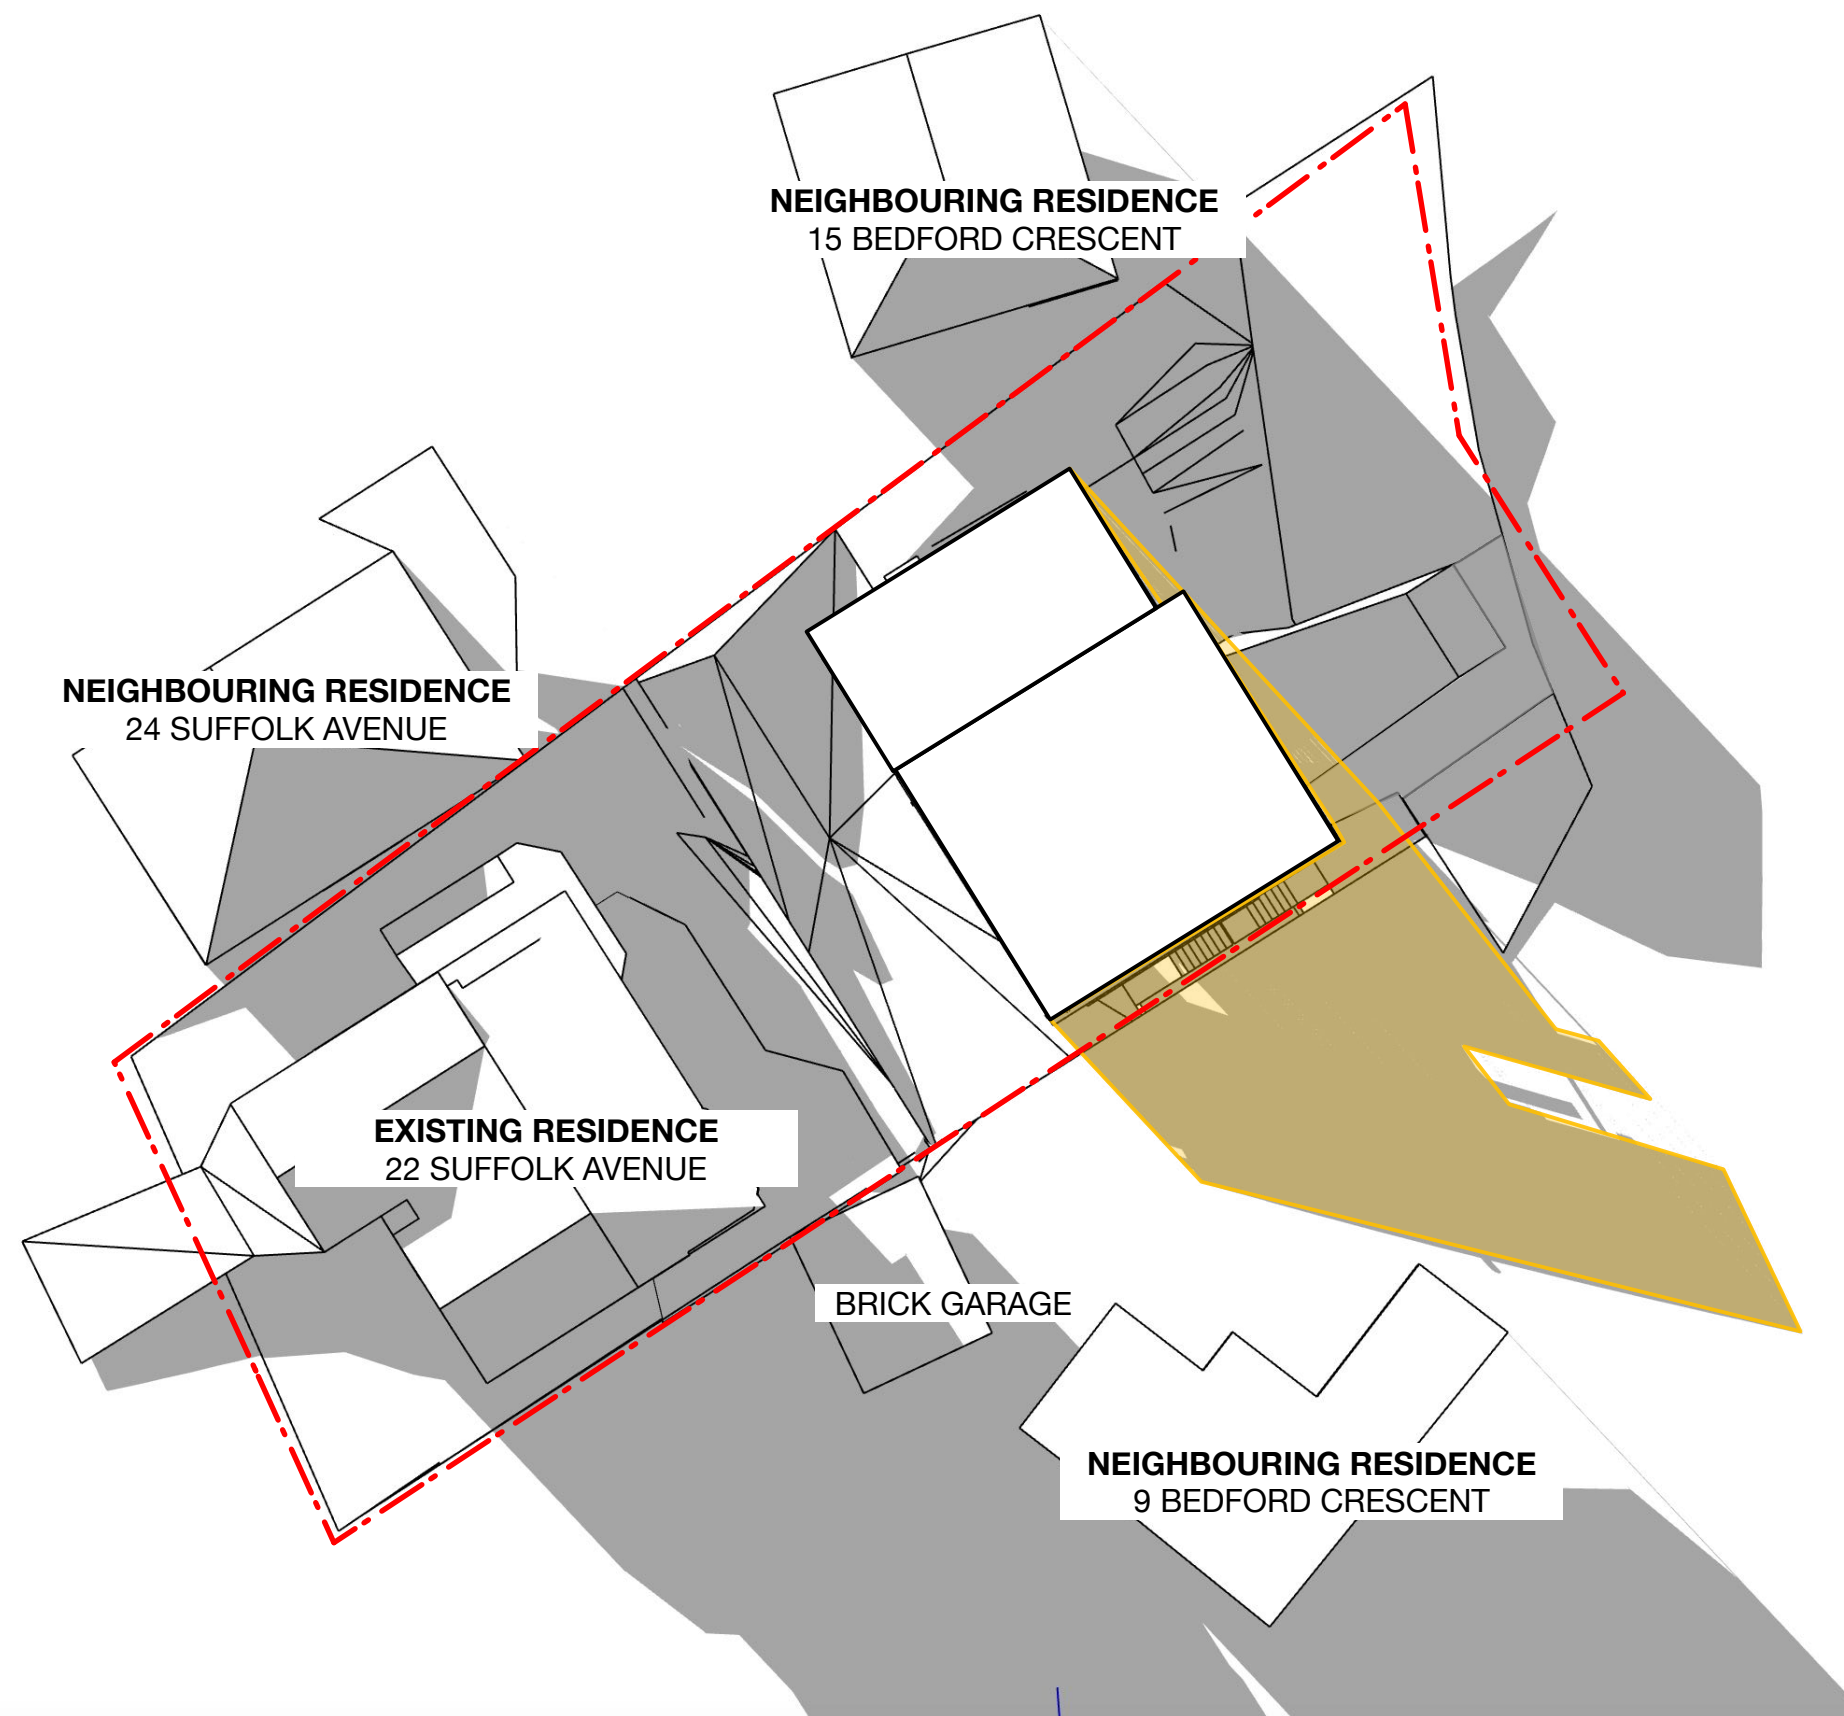 NEIGHBOURING RESIDENCE
15 BEDFORD CRESCENT
NEIGHBOURING RESIDENCE
24 SUFFOLK AVENUE
EXISTING RESIDENCE
22 SUFFOLK AVENUE
BRICK GARAGE
NEIGHBOURING RESIDENCE
9 BEDFORD CRESCENT